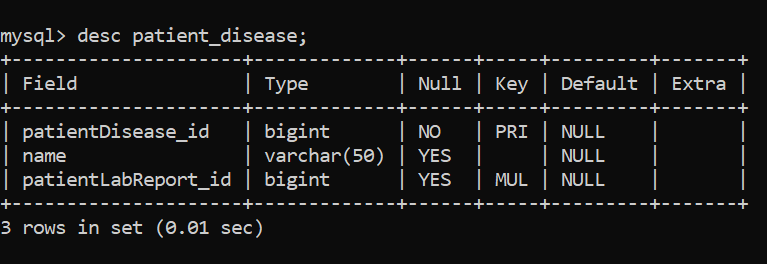 mysql> desc patient_disease;
+----------------------+-------------+------+-----+---------+-------+
| Field                | Type        | Null | Key | Default | Extra |
+----------------------+-------------+------+-----+---------+-------+
| patientDisease_id    | bigint      | NO   | PRI | NULL    |       |
| name                 | varchar(50) | YES  |     | NULL    |       |
| patientLabReport_id | bigint      | YES  | MUL | NULL    |       |
+----------------------+-------------+------+-----+---------+-------+
3 rows in set (0.01 sec)